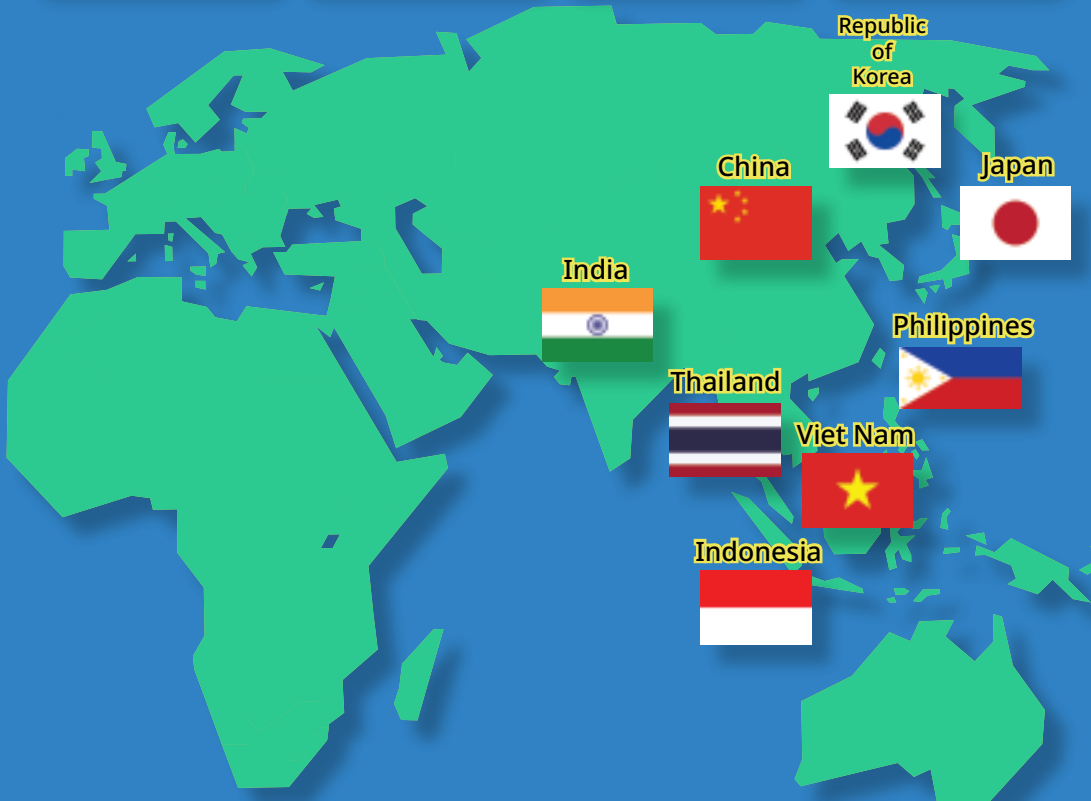 Republic
of
Korea
China
Japan
India
Philippines
Thailand
Viet Nam
Indonesia